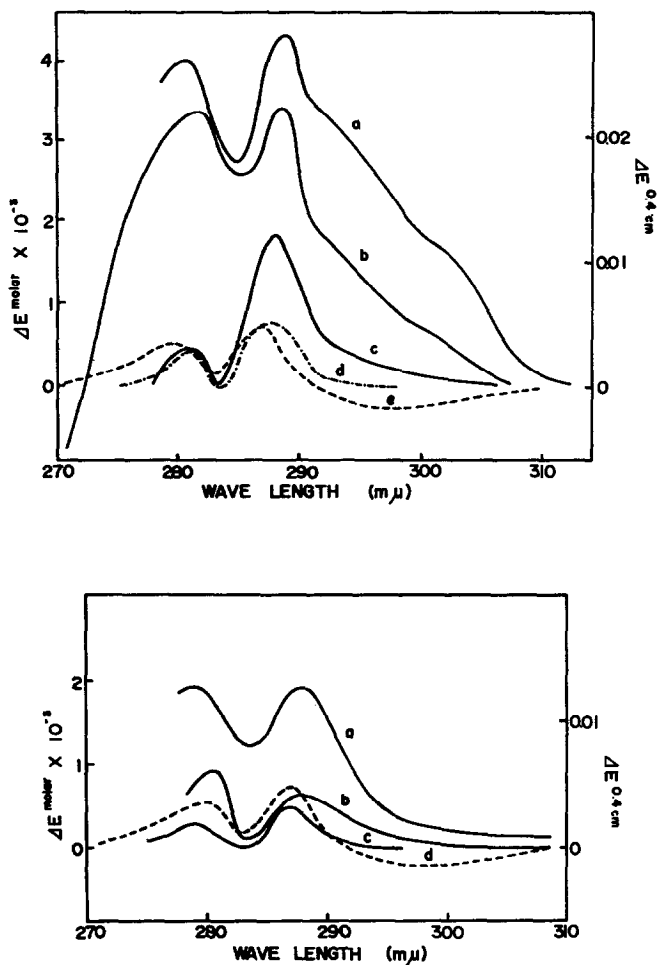 4
3
2
1
0
ΔE molar × 10⁻³
0.02
0.01
0
ΔE 0.4 cm
a
b
c
d
e
270
280
290
300
310
WAVE LENGTH (mμ)
2
1
0
ΔE molar × 10⁻³
0.01
0
ΔE 0.4 cm
a
b
c
d
270
280
290
300
310
WAVE LENGTH (mμ)